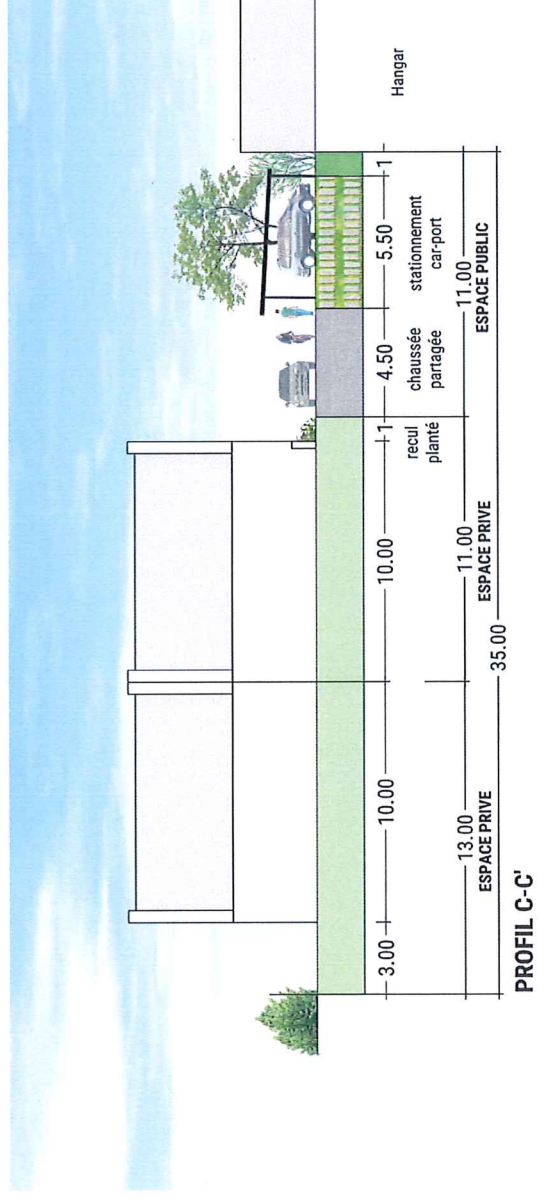 Hangar
3.00
10.00
10.00
1
4.50
5.50
1
recul
planté
chaussée
partagée
stationnement
car-port
13.00
11.00
11.00
ESPACE PRIVE
ESPACE PRIVE
ESPACE PUBLIC
35.00
PROFIL C-C'